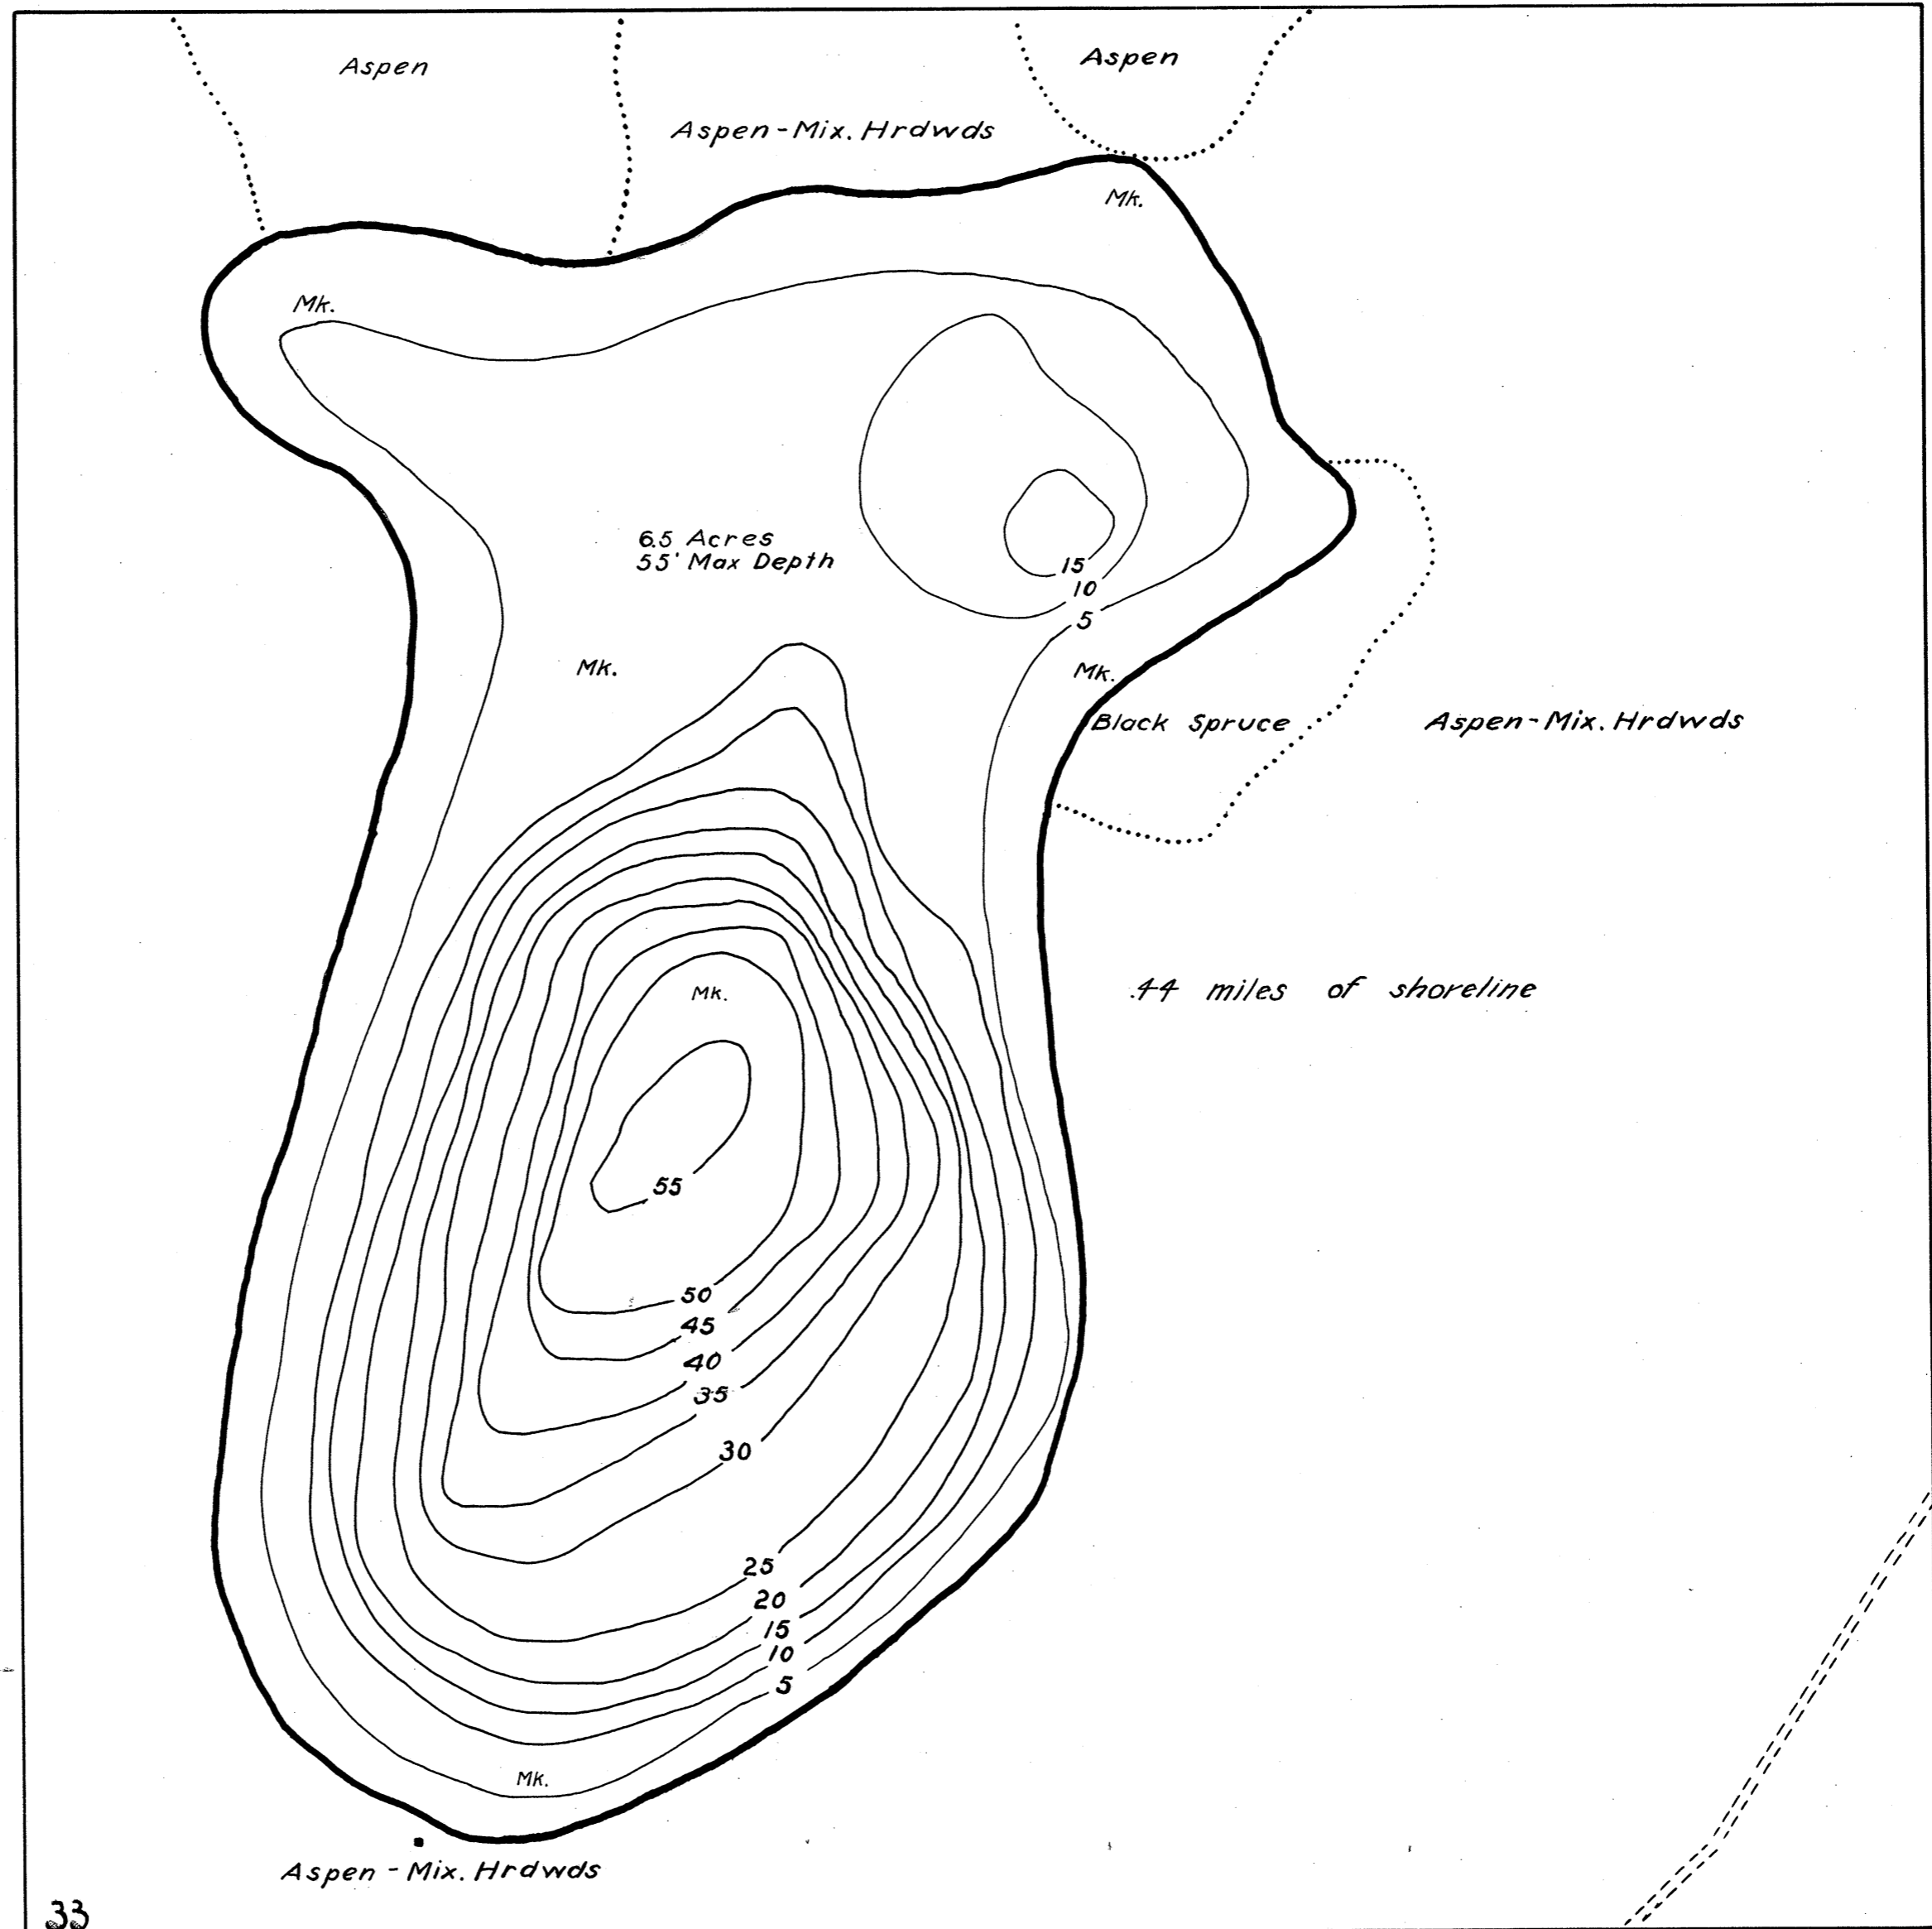 Aspen
Aspen
Aspen-Mix. Hrdwds
Mk.
Mk.
6.5 Acres
55' Max Depth
15
10
5
Mk.
Mk.
Black Spruce
Aspen-Mix. Hrdwds
Mk.
.44 miles of shoreline
55
50
45
40
35
30
25
20
15
10
5
Mk.
Aspen-Mix. Hrdwds
33